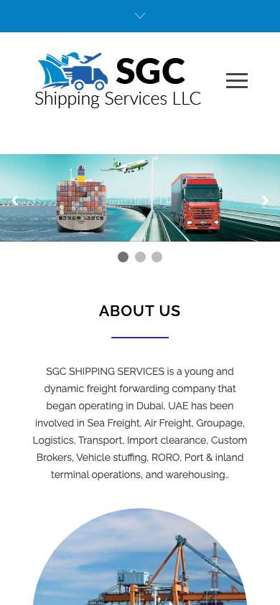 SGC
Shipping Services LLC
ABOUT US
SGC SHIPPING SERVICES is a young and
dynamic freight forwarding company that
began operating in Dubai, UAE has been
involved in Sea Freight, Air Freight, Groupage,
Logistics, Transport, Import clearance, Custom
Brokers, Vehicle stuffing, RORO, Port & inland
terminal operations, and warehousing..